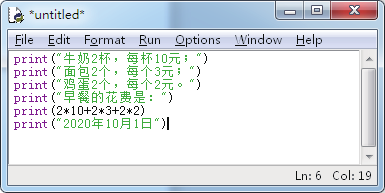 *untitled*
File Edit Format Run Options Window Help
print("牛奶2杯，每杯10元；")
print("面包2个，每个3元；")
print("鸡蛋2个，每个2元。")
print("早餐的花费是：")
print(2*10+2*3+2*2)
print("2020年10月1日")
Ln: 6 Col: 19